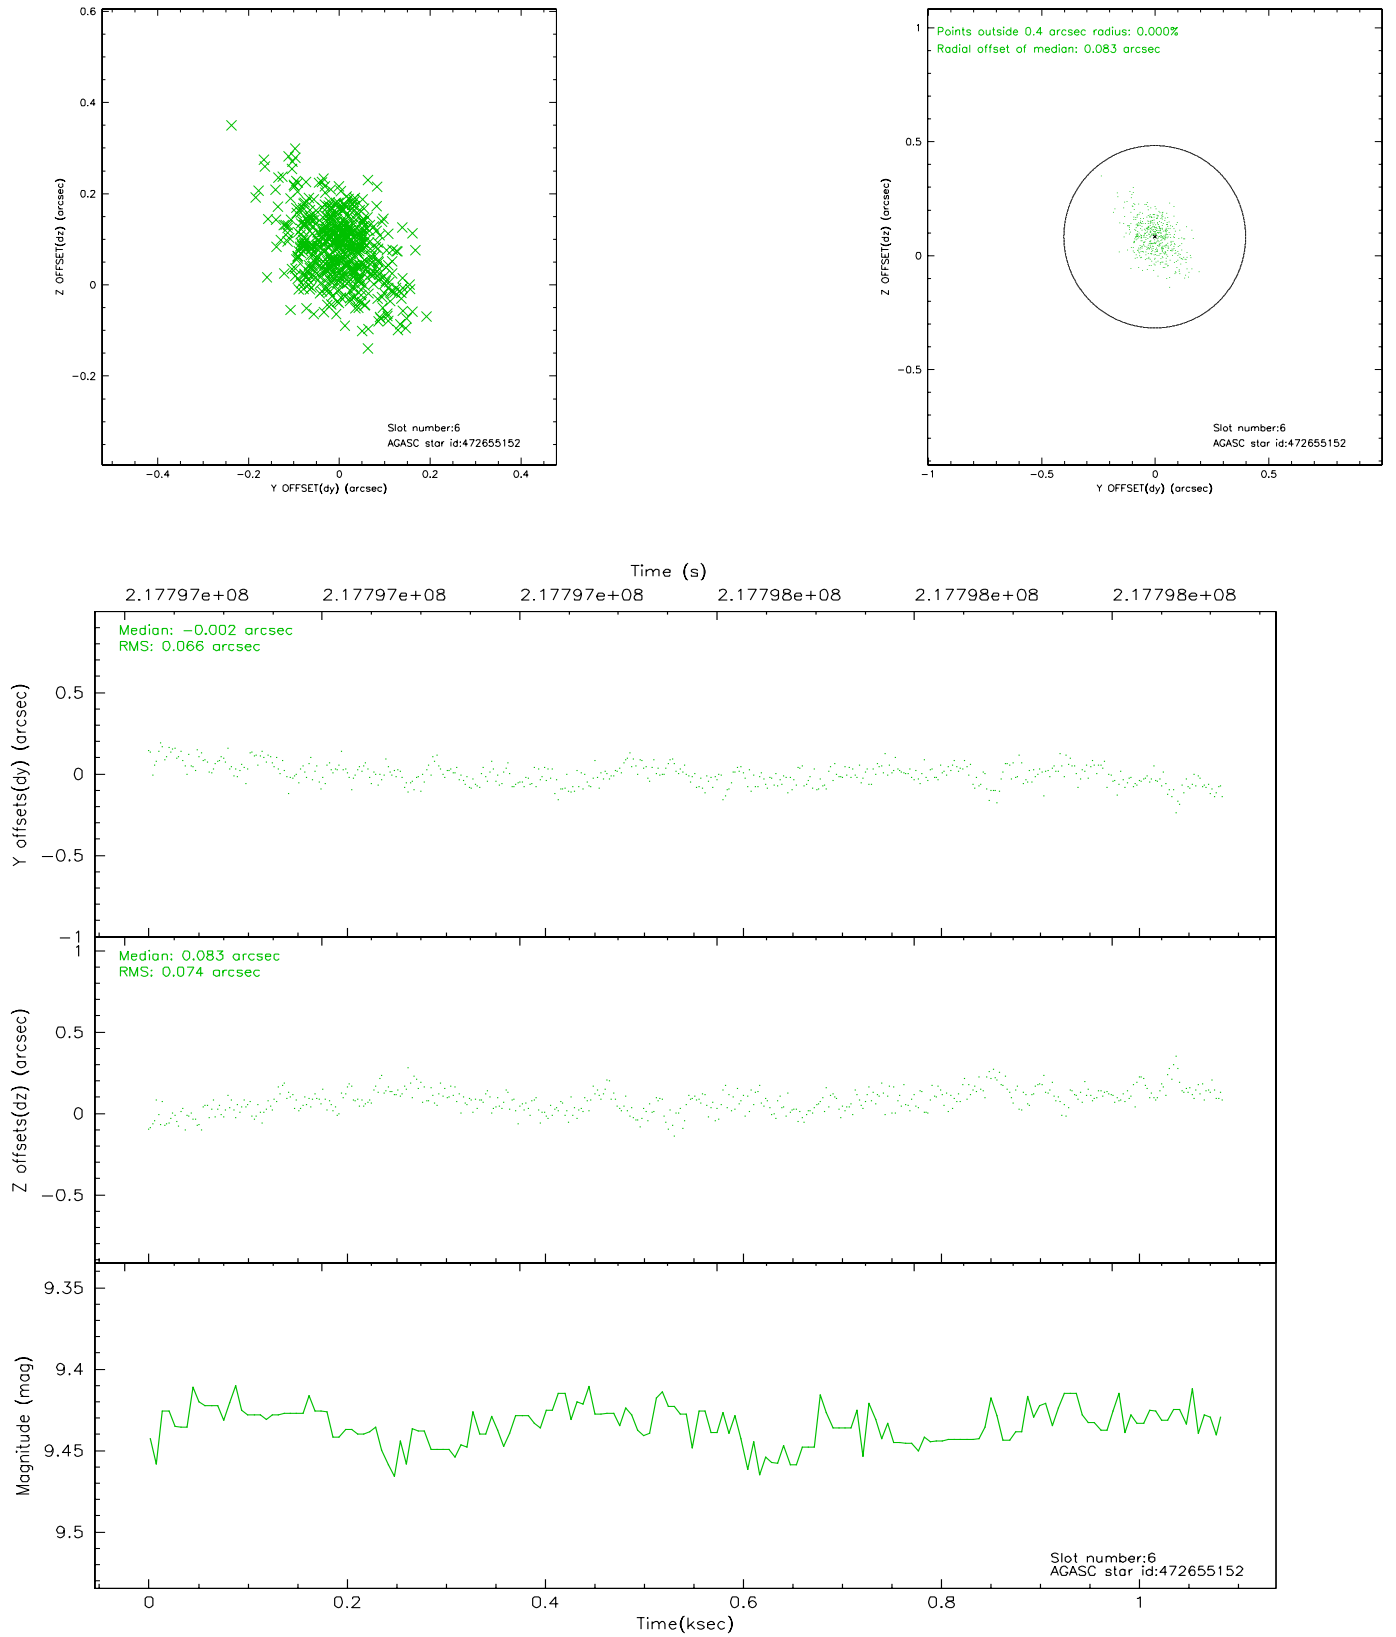 0.6
0.4
0.2
0
-0.2
Z OFFSET(dz) (arcsec)
-0.4
-0.2
0
0.2
0.4
Y OFFSET(dy) (arcsec)
Slot number:6
AGASC star id:472655152
Points outside 0.4 arcsec radius: 0.000%
Radial offset of median: 0.083 arcsec
1
0.5
0
-0.5
Z OFFSET(dz) (arcsec)
-1
-0.5
0
0.5
Y OFFSET(dy) (arcsec)
Slot number:6
AGASC star id:472655152
Time (s)
2.17797e+08 2.17797e+08 2.17797e+08 2.17798e+08 2.17798e+08 2.17798e+08
Median: -0.002 arcsec
RMS: 0.066 arcsec
0.5
0
-0.5
-1
Y offsets(dy) (arcsec)
Median: 0.083 arcsec
RMS: 0.074 arcsec
1
0.5
0
-0.5
Z offsets(dz) (arcsec)
9.35
9.4
9.45
9.5
Magnitude (mag)
Slot number:6
AGASC star id:472655152
0 0.2 0.4 0.6 0.8 1
Time(ksec)